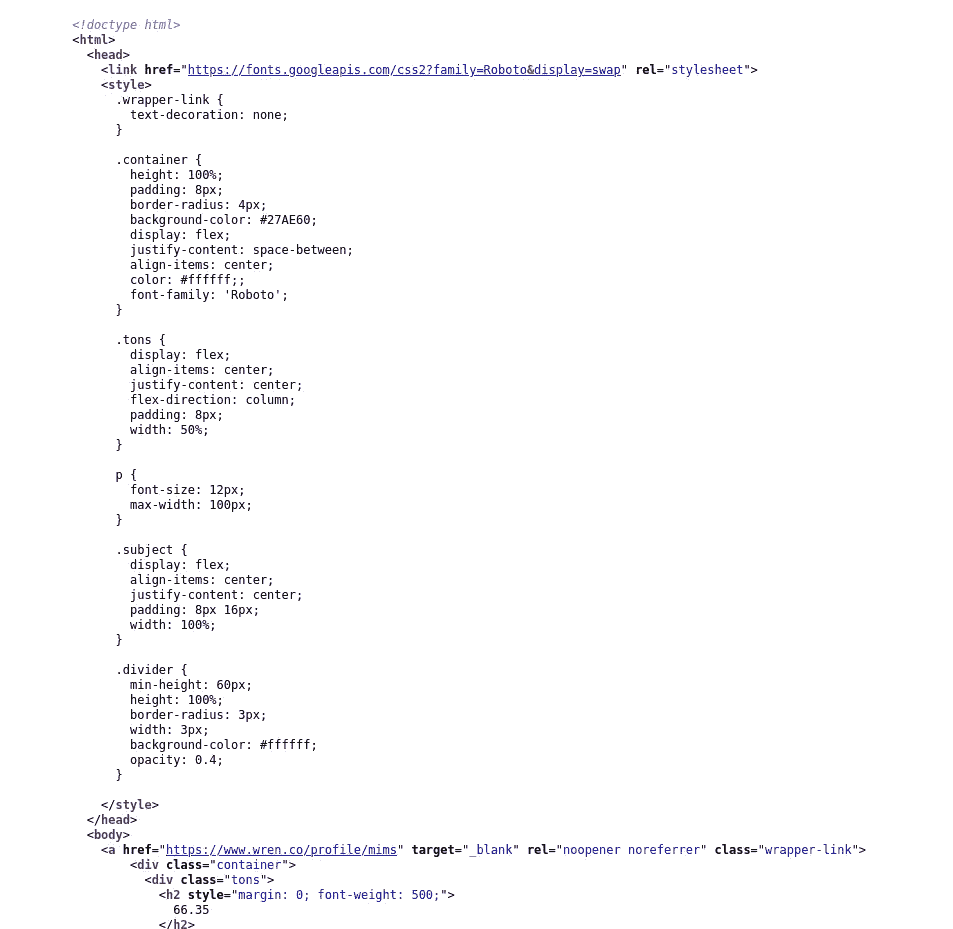 <!doctype html>
<html>
<head>
<link href="https://fonts.googleapis.com/css2?family=Roboto&display=swap" rel="stylesheet">
<style>
.wrapper-link {
text-decoration: none;
}
.container {
height: 100%;
padding: 8px;
border-radius: 4px;
background-color: #27AE60;
display: flex;
justify-content: space-between;
align-items: center;
color: #ffffff;;
font-family: 'Roboto';
}
.tons {
display: flex;
align-items: center;
justify-content: center;
flex-direction: column;
padding: 8px;
width: 50%;
}
p {
font-size: 12px;
max-width: 100px;
}
.subject {
display: flex;
align-items: center;
justify-content: center;
padding: 8px 16px;
width: 100%;
}
.divider {
min-height: 60px;
height: 100%;
border-radius: 3px;
width: 3px;
background-color: #ffffff;
opacity: 0.4;
}
</style>
</head>
<body>
<a href="https://www.wren.co/profile/mims" target="_blank" rel="noopener noreferrer" class="wrapper-link">
<div class="container">
<div class="tons">
<h2 style="margin: 0; font-weight: 500;">
66.35
</h2>